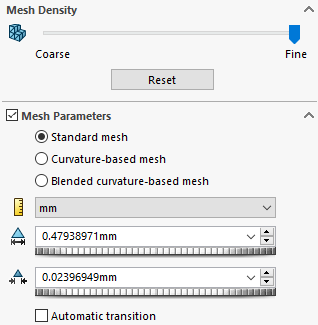 Mesh Density
Coarse Fine
Reset
Mesh Parameters
Standard mesh
Curvature-based mesh
Blended curvature-based mesh
mm
0.47938971mm
0.02396949mm
Automatic transition